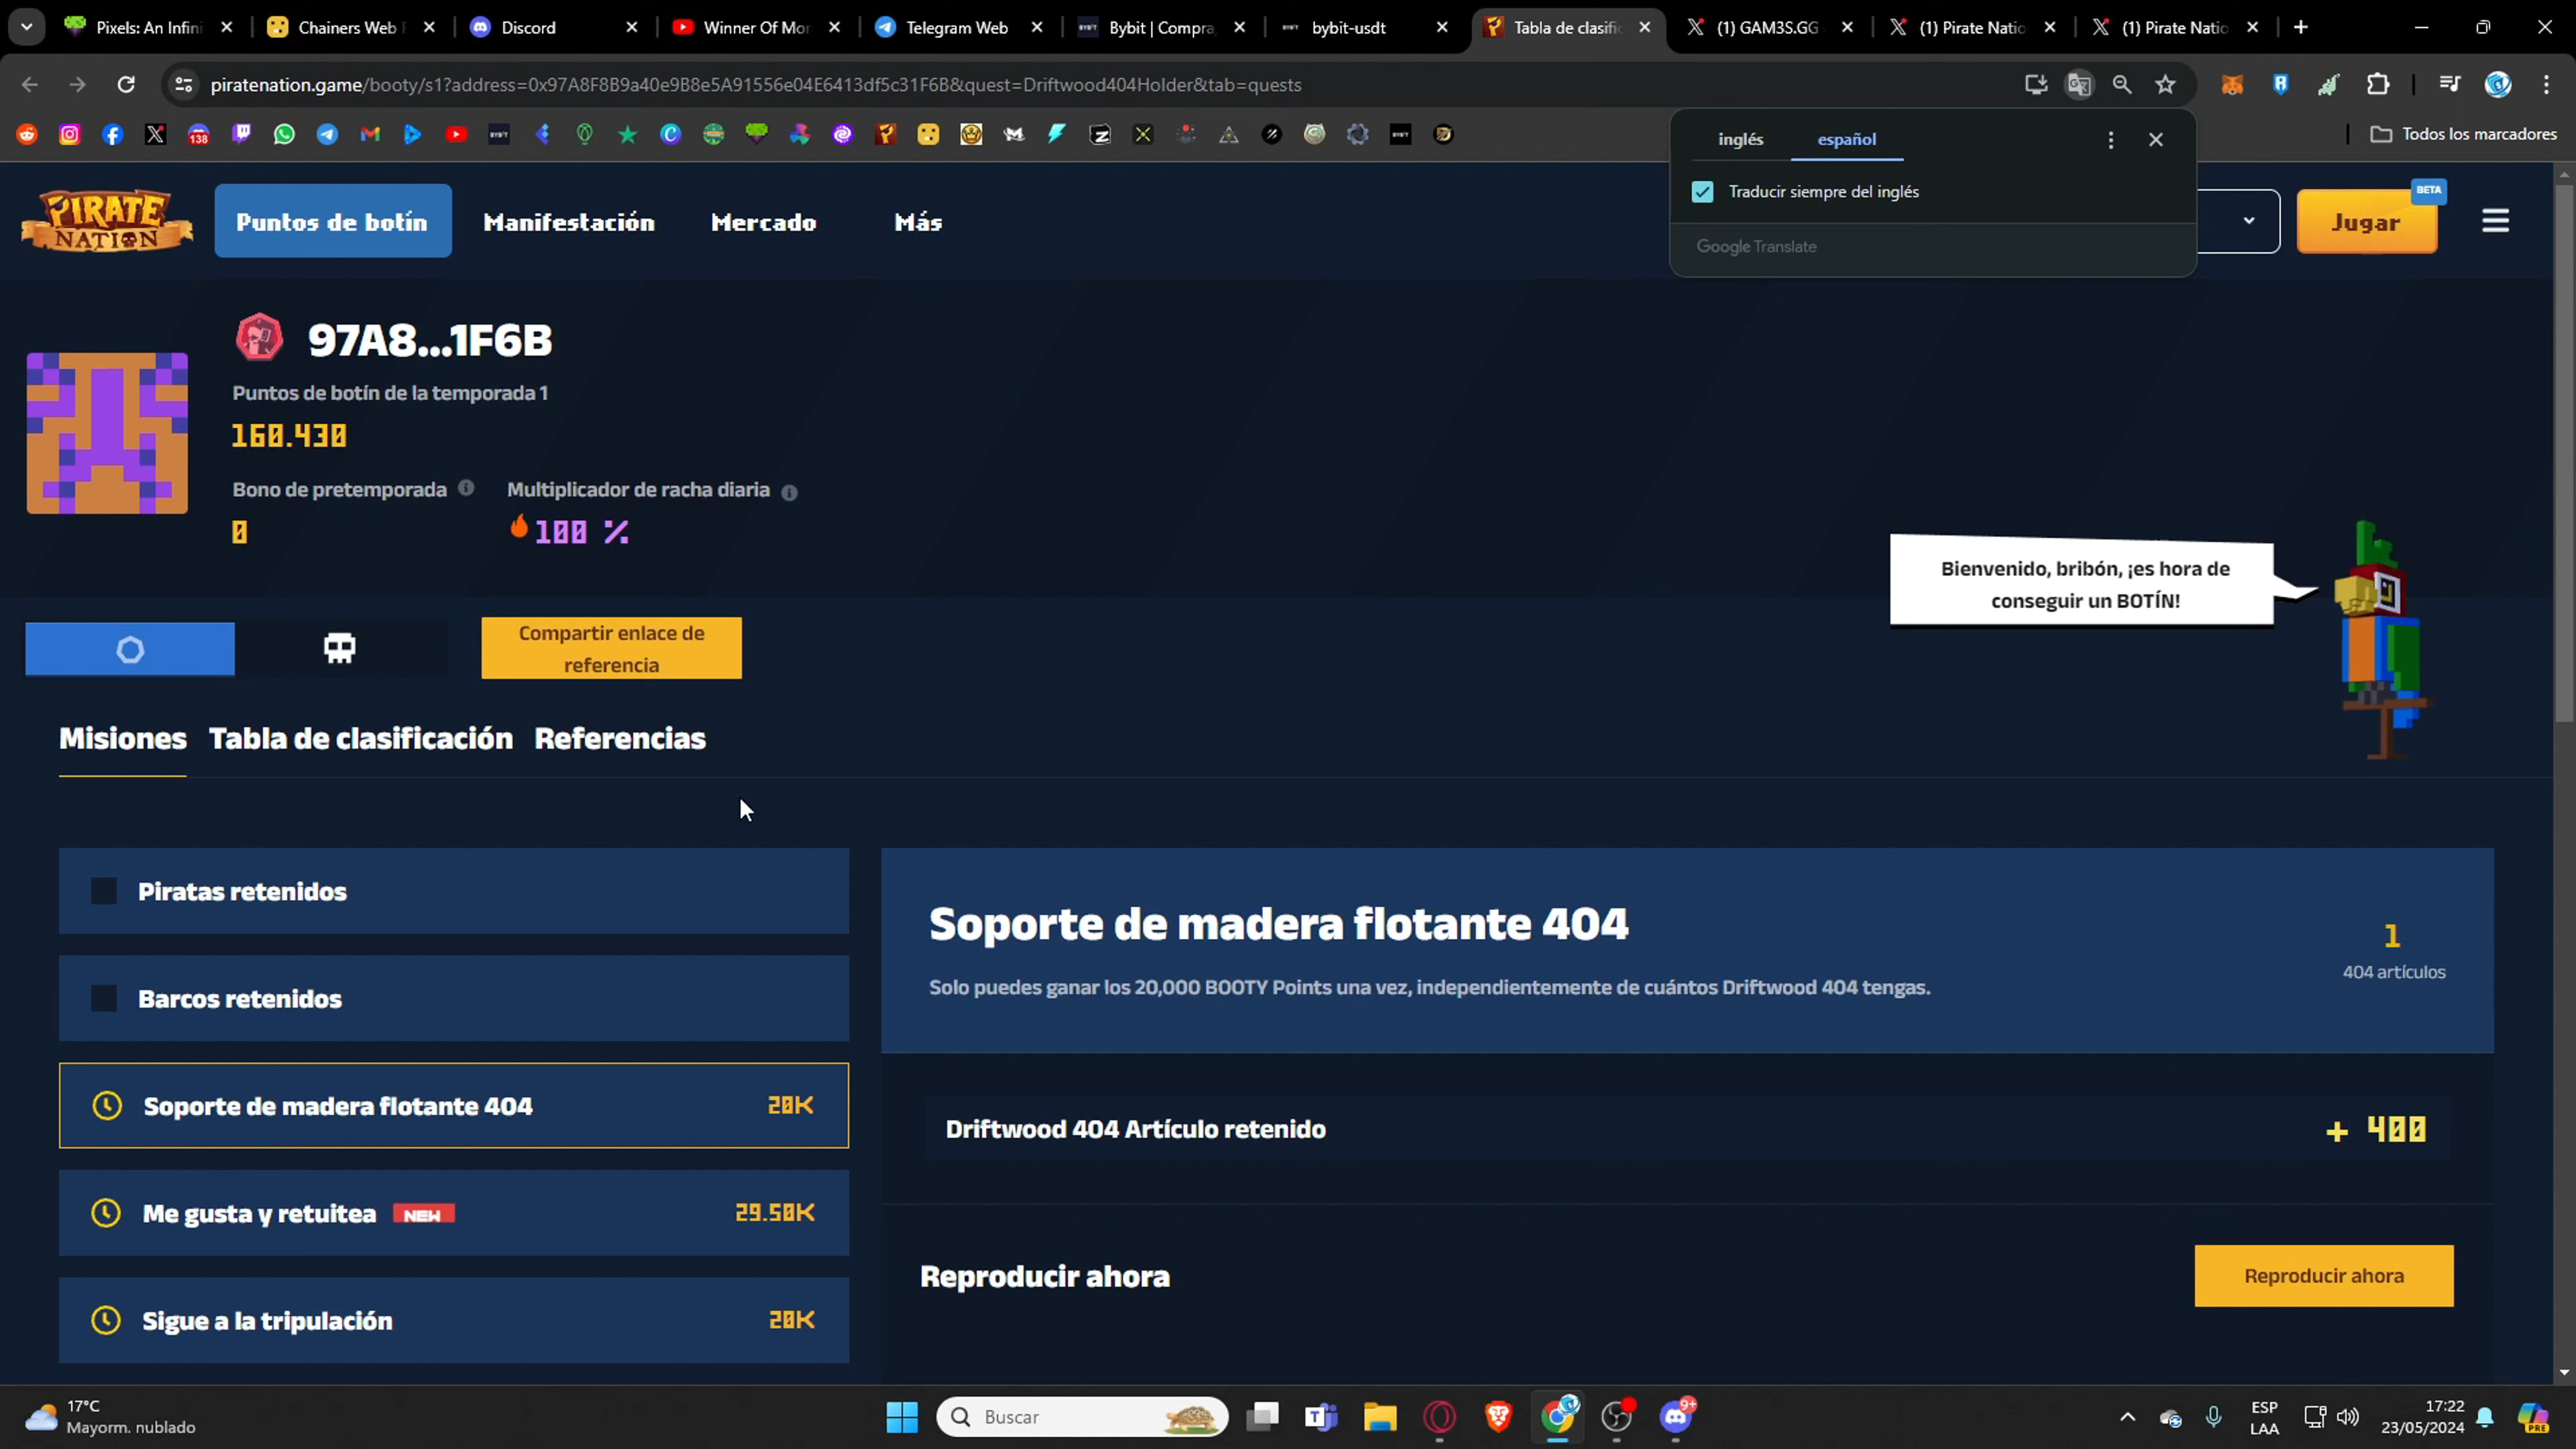 Pixels: An Infini
Chainers Web F
Discord
Winner Of Mor
Telegram Web
Bybit | Compra,
bybit-usdt
Tabla de clasific
(1) GAM3S.GG
(1) Pirate Natio
(1) Pirate Natio
piratenation.game/booty/s1?address=0x97A8F8B9a40e9B8e5A91556e04E6413df5c31F6B&quest=Driftwood404Holder&tab=quests
138
Todos los marcadores
inglés
español
Traducir siempre del inglés
Google Translate
PIRATE NATION
Puntos de botín
Manifestación
Mercado
Más
BETA
Jugar
97A8...1F6B
Puntos de botín de la temporada 1
160.430
Bono de pretemporada
Multiplicador de racha diaria
0
100 %
Bienvenido, bribón, ¡es hora de
conseguir un BOTÍN!
Compartir enlace de
referencia
Misiones
Tabla de clasificación
Referencias
Piratas retenidos
Barcos retenidos
Soporte de madera flotante 404
20K
Me gusta y retuitea
NEW
29.50K
Sigue a la tripulación
20K
Soporte de madera flotante 404
1
404 artículos
Solo puedes ganar los 20,000 BOOTY Points una vez, independientemente de cuántos Driftwood 404 tengas.
Driftwood 404 Artículo retenido
+ 400
Reproducir ahora
Reproducir ahora
17°C
Mayorm. nublado
Buscar
9+
ESP
LAA
17:22
23/05/2024
PRE